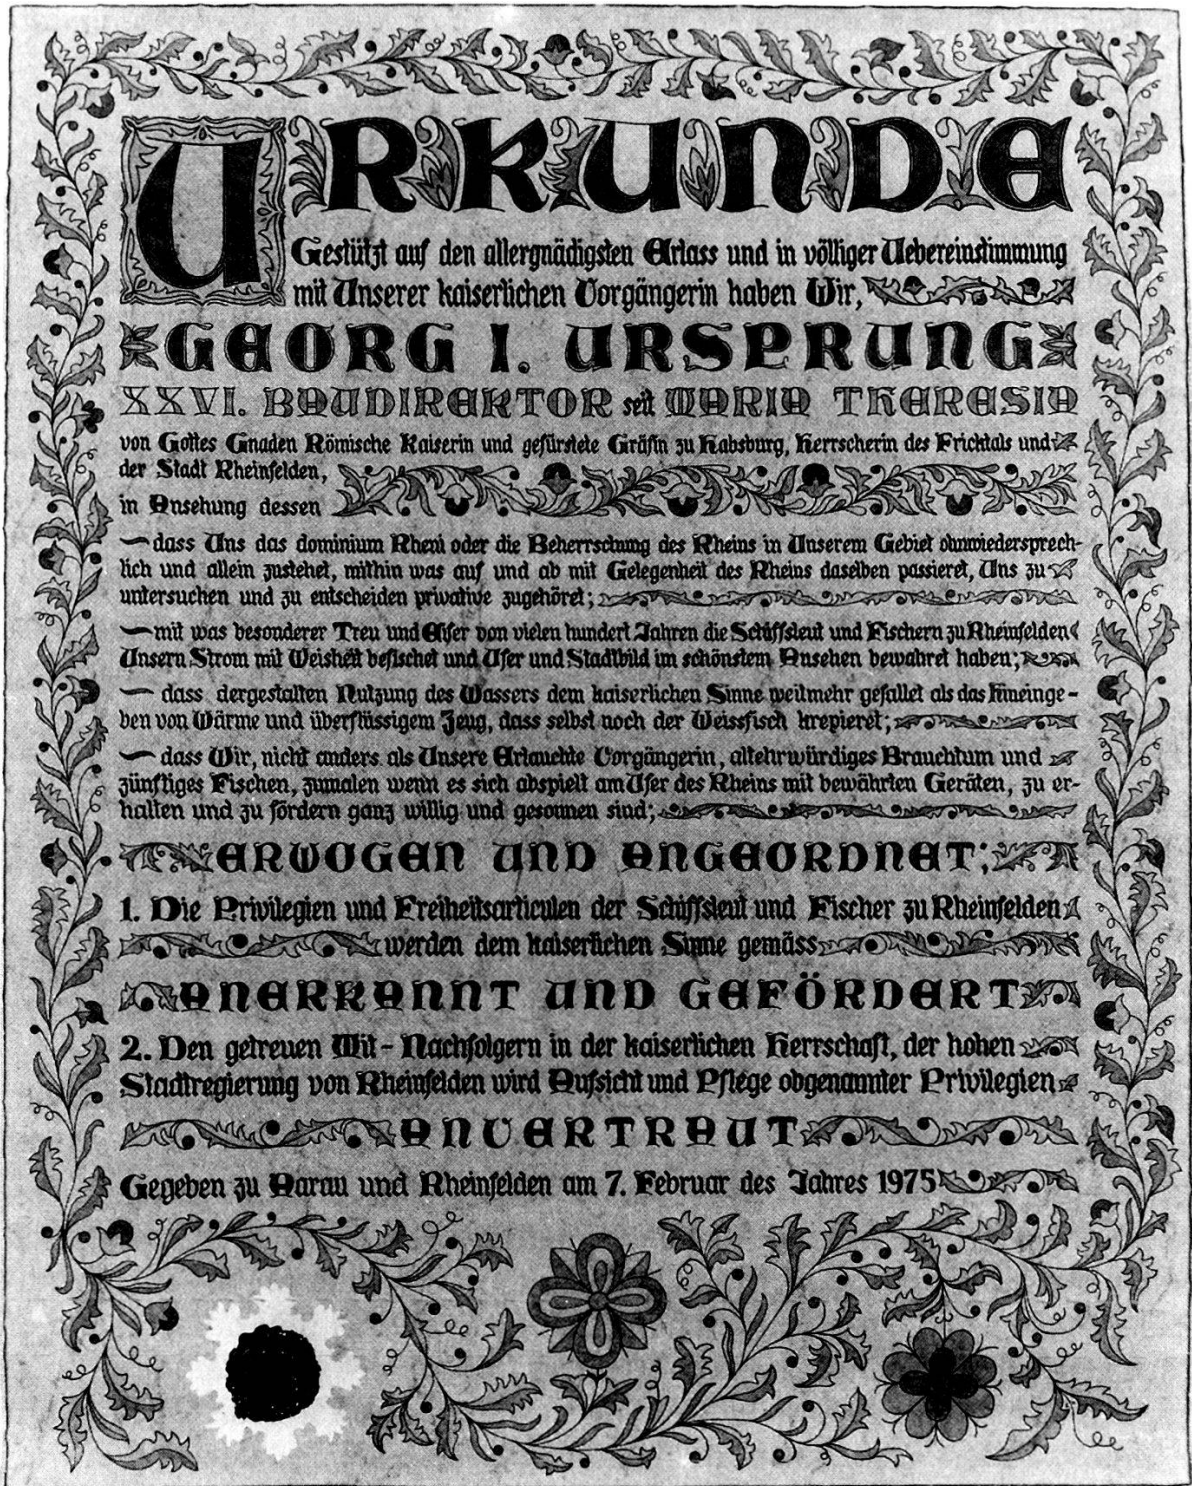 URKUNDE
Gestützt auf den allergnädigsten Erlass und in völliger Uebereinstimmung
mit Unserer kaiserlichen Vorgängerin haben Wir,
GEORG I. URSPRUNG
XXVI. BAUDIREKTOR seit MARIA THERESIA
von Gottes Gnaden Römische Kaiserin und gefürstete Gräfin zu Habsburg, Herrscherin des Fricktals und
der Stadt Rheinfelden,
in Ansehung dessen
— dass Uns das dominium Rheni oder die Beherrschung des Rheins in Unserem Gebiet ohnwiedersprech-
lich und allein zustehet, mithin was auf und ab mit Gelegenheit des Rheins daselben passieret, Uns zu
untersuchen und zu entscheiden privative zugehöret;
— mit was besonderer Treu und Eifer von vielen hundert Jahren die Schiffsleut und Fischern zu Rheinfelden
Unsern Strom mit Weisheit befischet und Ufer und Stadtbild im schönstem Ansehen bewahret haben;
— dass dergestalten Nutzung des Wassers dem kaiserlichen Sinne weitmehr gefallet als das hineinge-
ben von Wärme und überflüssigem Zeug, dass selbst noch der Weissfisch krepieret;
— dass Wir, nicht anders als Unsere Erlauchte Vorgängerin, altehrwürdiges Brauchtum und
zünftiges Fischen, zumalen wenn es sich abspielt am Ufer des Rheins mit bewährten Geräten, zu er-
halten und zu fördern ganz willig und gesonnen sind;
ERWOGEN UND ANGEORDNET;
1. Die Privilegien und Freiheitsarticulen der Schiffsleut und Fischer zu Rheinfelden
werden dem kaiserlichen Sinne gemäss
ANERKANNT UND GEFÖRDERT
2. Den getreuen Mit-Nachfolgern in der kaiserlichen Herrschaft, der hohen
Stadtregierung von Rheinfelden wird Aufsicht und Pflege obgenannter Privilegien
ANVERTRAUT
Gegeben zu Aarau und Rheinfelden am 7. Februar des Jahres 1975